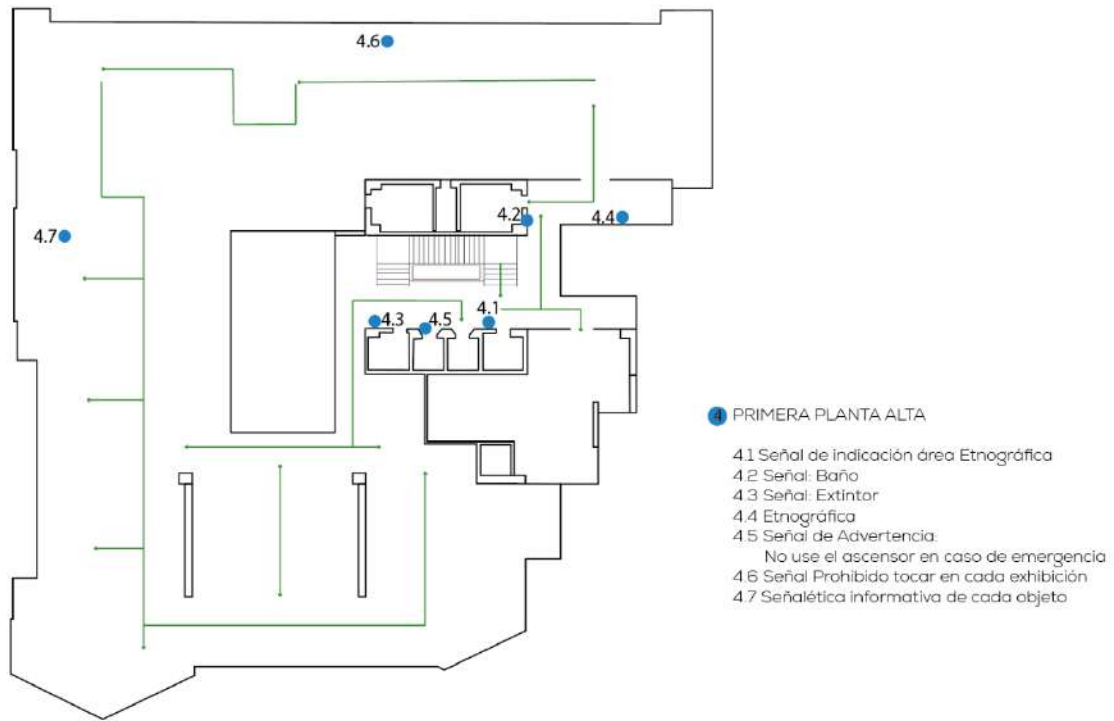 4.6
4.7
4.2
4.4
4.1
4.3
4.5
4 PRIMERA PLANTA ALTA
4.1 Señal de indicación área Etnográfica
4.2 Señal: Baño
4.3 Señal: Extintor
4.4 Etnográfica
4.5 Señal de Advertencia:
No use el ascensor en caso de emergencia
4.6 Señal Prohibido tocar en cada exhibición
4.7 Señalética informativa de cada objeto